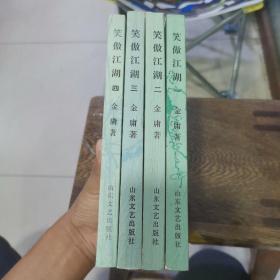 笑傲江湖 四 金庸著 山东文艺出版社
笑傲江湖 三 金庸著 山东文艺出版社
笑傲江湖 二 金庸著 山东文艺出版社
笑傲江湖 一 金庸著 山东文艺出版社